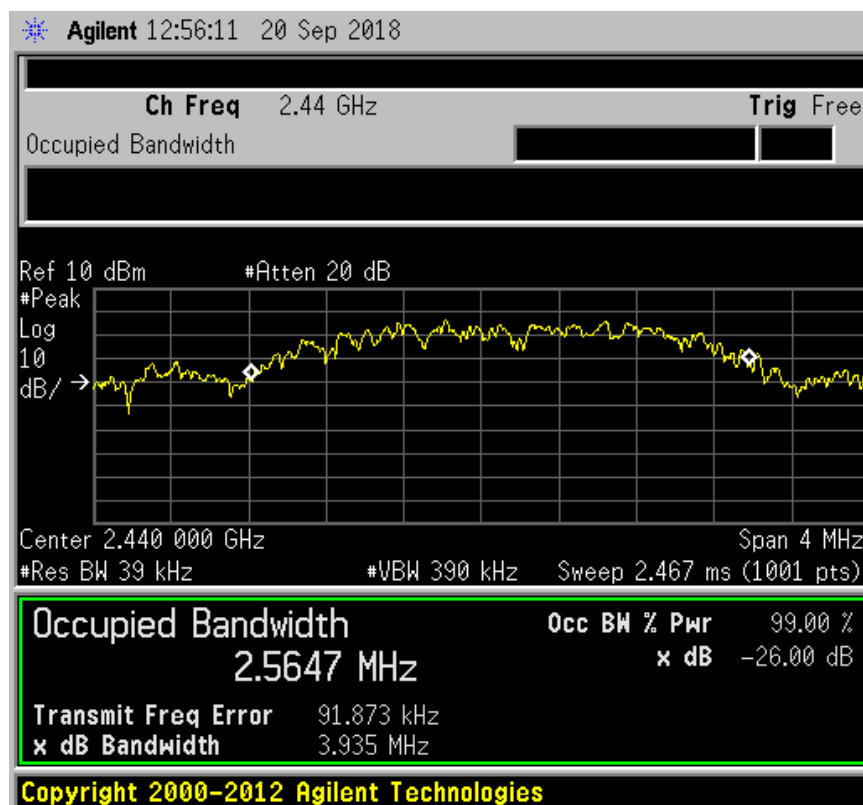 Agilent 12:56:11 20 Sep 2018
Ch Freq 2.44 GHz Trig Free
Occupied Bandwidth
Ref 10 dBm #Atten 20 dB
#Peak
Log
10
dB/
Center 2.440 000 GHz Span 4 MHz
#Res BW 39 kHz #VBW 390 kHz Sweep 2.467 ms (1001 pts)
Occupied Bandwidth Occ BW % Pwr 99.00 %
2.5647 MHz x dB -26.00 dB
Transmit Freq Error 91.873 kHz
x dB Bandwidth 3.935 MHz
Copyright 2000-2012 Agilent Technologies